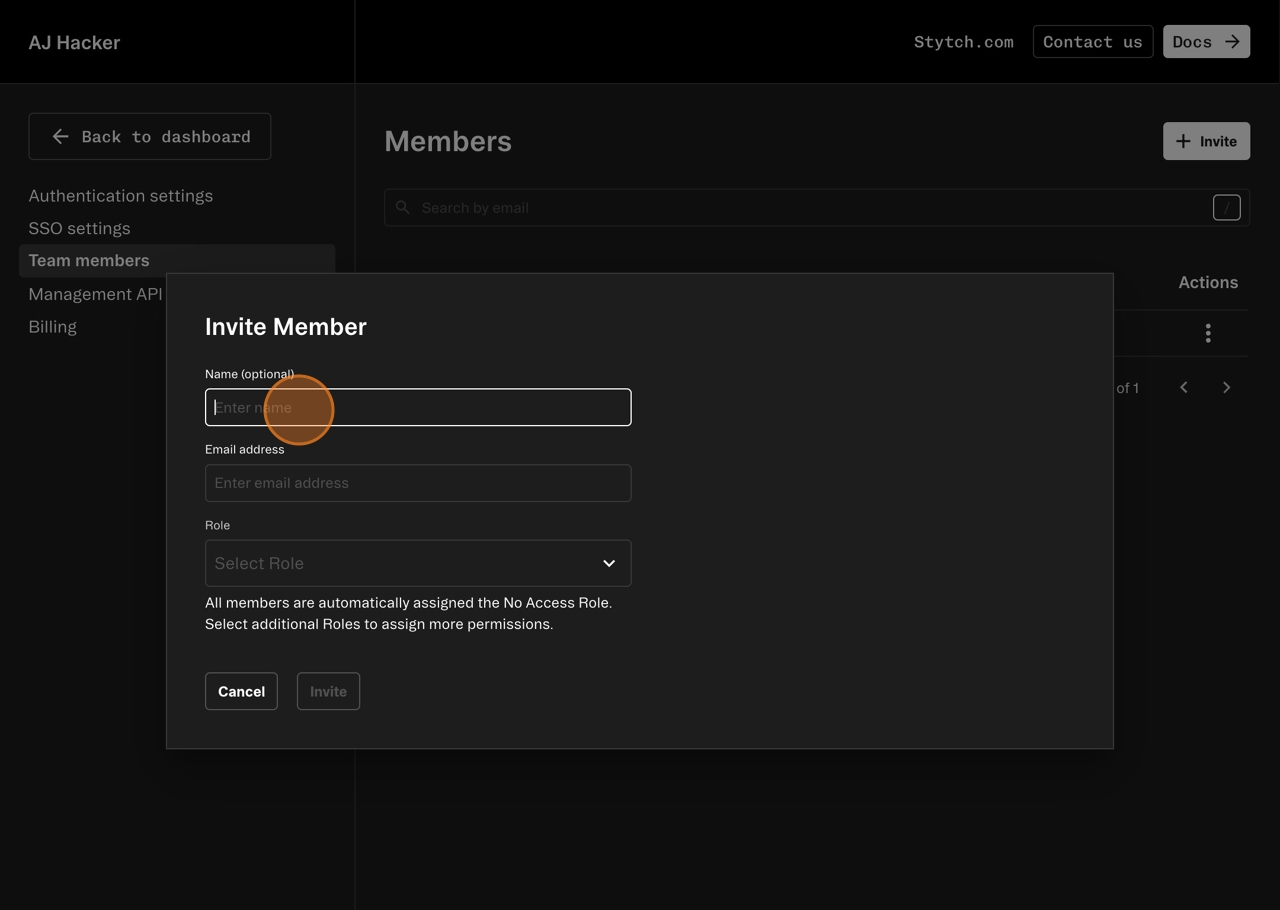 AJ Hacker
Stytch.com
Contact us
Docs
Back to dashboard
Authentication settings
SSO settings
Team members
Management API
Billing
Members
Invite
Search by email
/
Actions
of 1
Invite Member
Name (optional)
Enter name
Email address
Enter email address
Role
Select Role
All members are automatically assigned the No Access Role.
Select additional Roles to assign more permissions.
Cancel
Invite